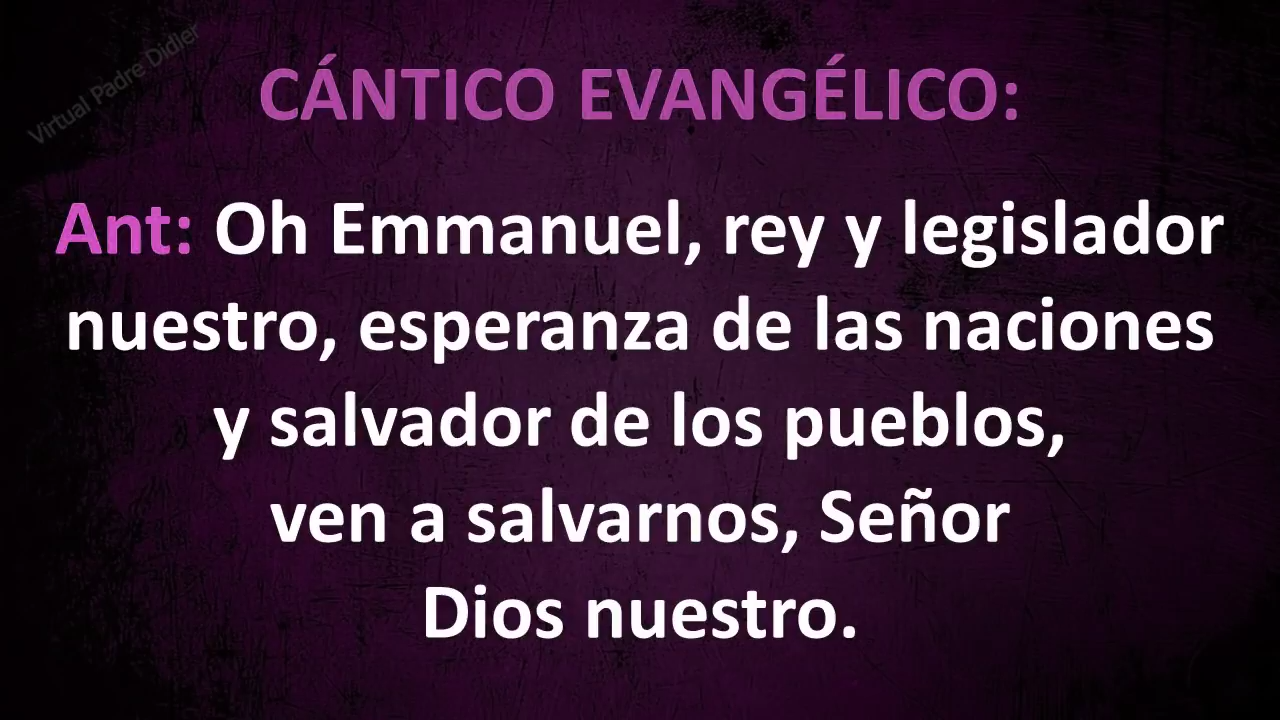 Virtual Padre Didier
CÁNTICO EVANGÉLICO:
Ant: Oh Emmanuel, rey y legislador
nuestro, esperanza de las naciones
y salvador de los pueblos,
ven a salvarnos, Señor
Dios nuestro.